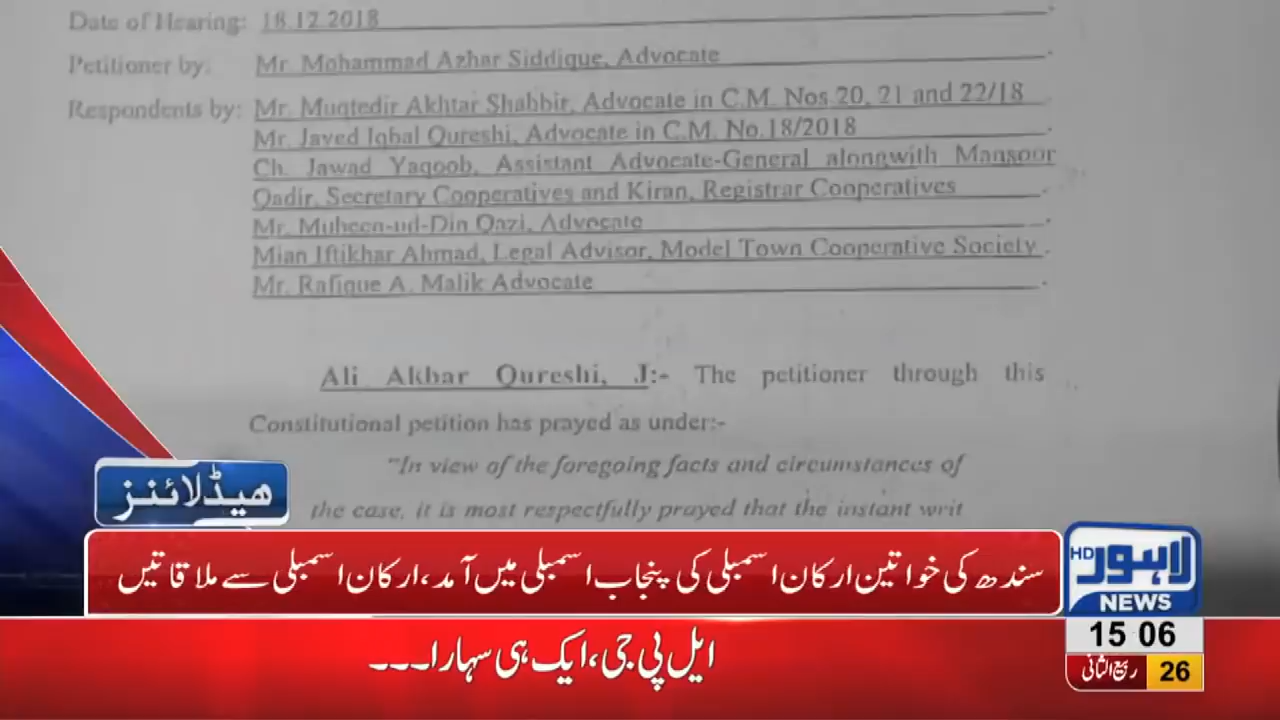 Date of Hearing: 18.12.2018
Petitioner by: Mr. Mohammad Azhar Siddique, Advocate
Respondents by: Mr. Muqtedir Akhtar Shabbir, Advocate in C.M. Nos.20, 21 and 22/18
Mr. Javed Iqbal Qureshi, Advocate in C.M. No.18/2018
Ch. Jawad Yaqoob, Assistant Advocate-General alongwith Mansoor
Qadir, Secretary Cooperatives and Kiran, Registrar Cooperatives
Mr. Muheen-ud-Din Qazi, Advocate
Mian Iftikhar Ahmad, Legal Advisor, Model Town Cooperative Society
Mr. Rafique A. Malik Advocate
Ali Akbar Qureshi, J:- The petitioner through this
Constitutional petition has prayed as under:-
"In view of the foregoing facts and circumstances of
the case, it is most respectfully prayed that the instant writ
ھیڈلائنز
سندھ کی خواتین ارکان اسمبلی کی پنجاب اسمبلی میں آمد، ارکان اسمبلی سے ملاقاتیں
ایل پی جی، ایک ہی سہارا۔۔۔
HD لاہور
NEWS
15 06
ربیع الثانی 26